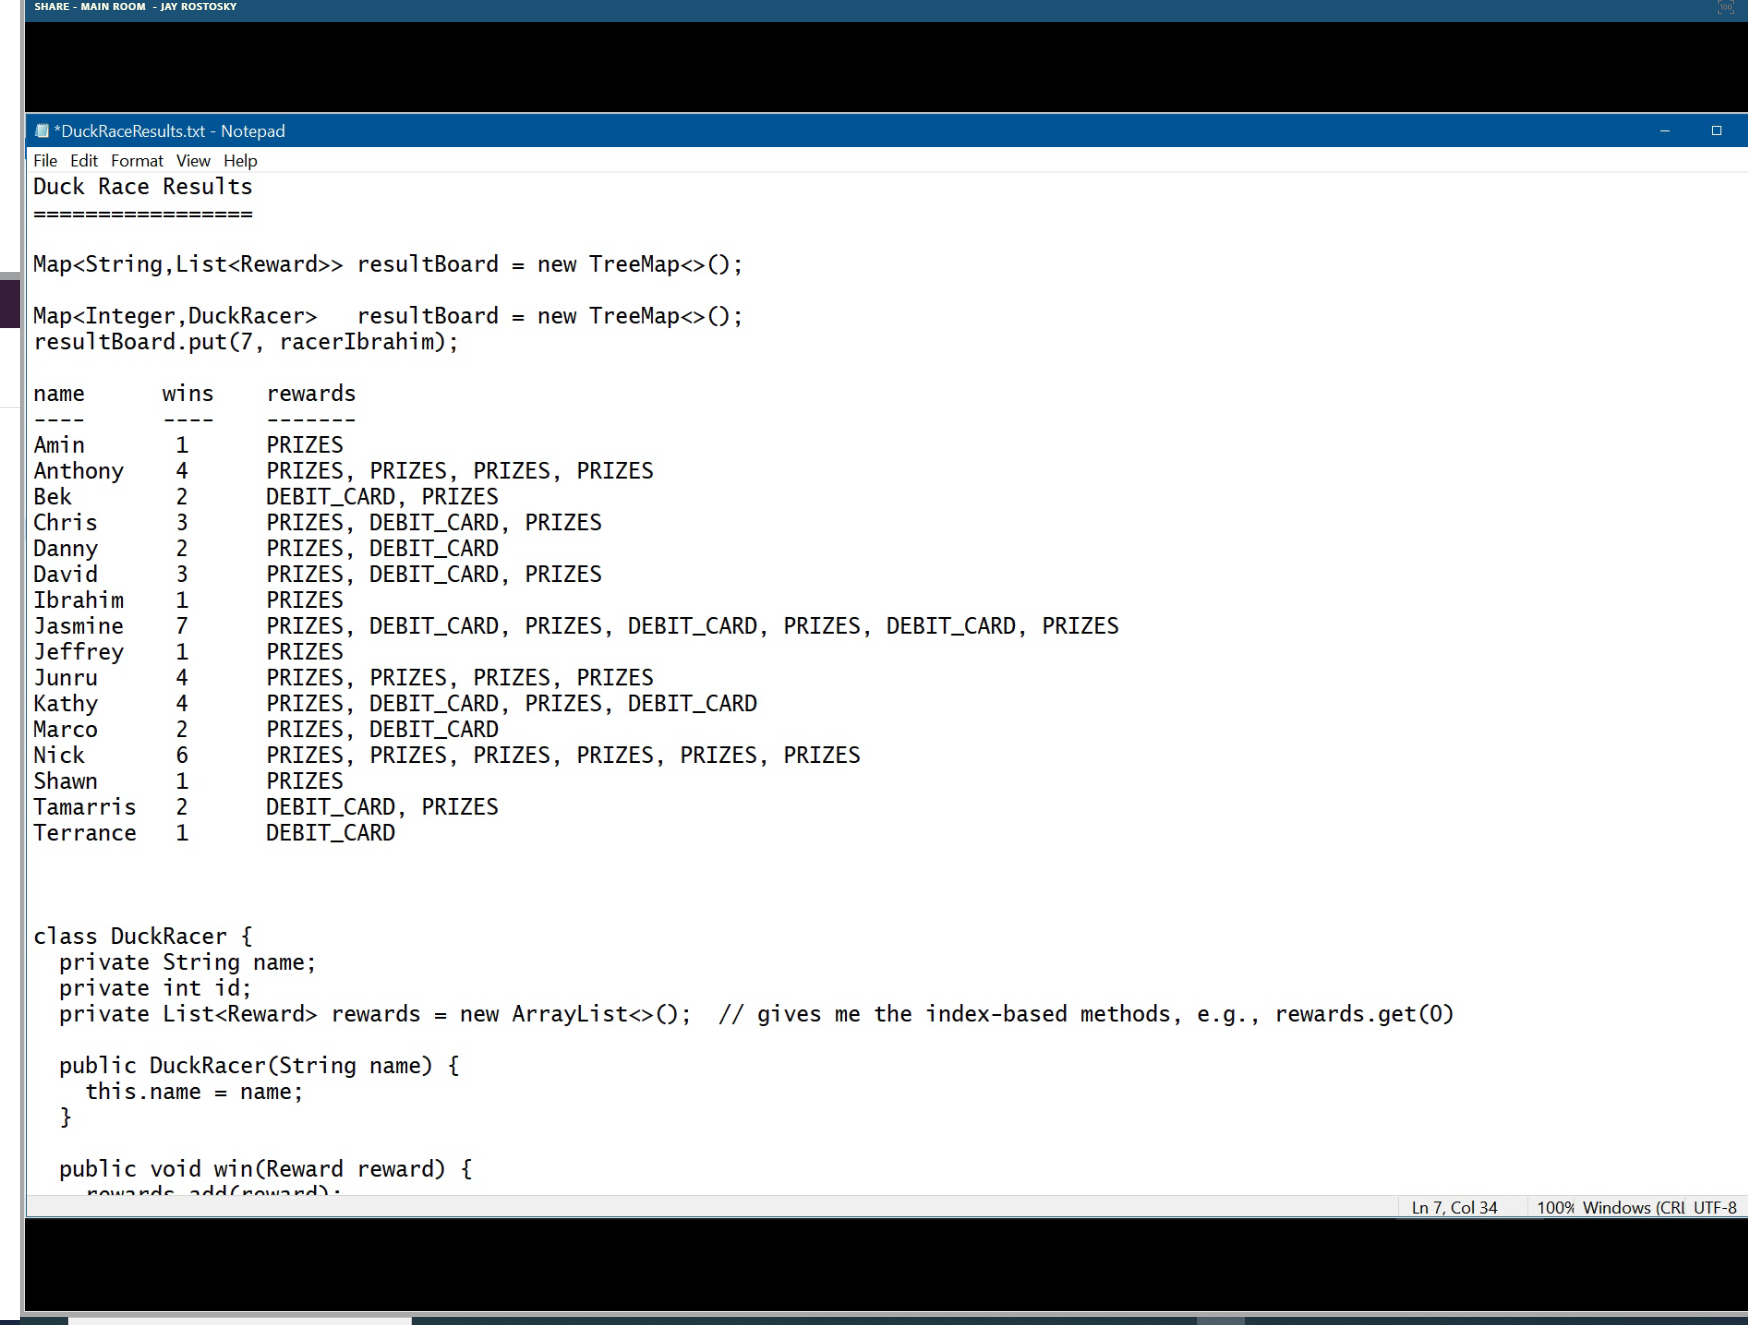 SHARE - MAIN ROOM - JAY ROSTOSKY
*DuckRaceResults.txt - Notepad
File Edit Format View Help
Duck Race Results
=================
Map<String,List<Reward>> resultBoard = new TreeMap<>();
Map<Integer,DuckRacer>   resultBoard = new TreeMap<>();
resultBoard.put(7, racerIbrahim);
name      wins    rewards
----      ----    -------
Amin       1      PRIZES
Anthony    4      PRIZES, PRIZES, PRIZES, PRIZES
Bek        2      DEBIT_CARD, PRIZES
Chris      3      PRIZES, DEBIT_CARD, PRIZES
Danny      2      PRIZES, DEBIT_CARD
David      3      PRIZES, DEBIT_CARD, PRIZES
Ibrahim    1      PRIZES
Jasmine    7      PRIZES, DEBIT_CARD, PRIZES, DEBIT_CARD, PRIZES, DEBIT_CARD, PRIZES
Jeffrey    1      PRIZES
Junru      4      PRIZES, PRIZES, PRIZES, PRIZES
Kathy      4      PRIZES, DEBIT_CARD, PRIZES, DEBIT_CARD
Marco      2      PRIZES, DEBIT_CARD
Nick       6      PRIZES, PRIZES, PRIZES, PRIZES, PRIZES, PRIZES
Shawn      1      PRIZES
Tamarris   2      DEBIT_CARD, PRIZES
Terrance   1      DEBIT_CARD
class DuckRacer {
  private String name;
  private int id;
  private List<Reward> rewards = new ArrayList<>();  // gives me the index-based methods, e.g., rewards.get(0)
  public DuckRacer(String name) {
    this.name = name;
  }
  public void win(Reward reward) {
    rewards.add(reward);
Ln 7, Col 34 100% Windows (CRL UTF-8